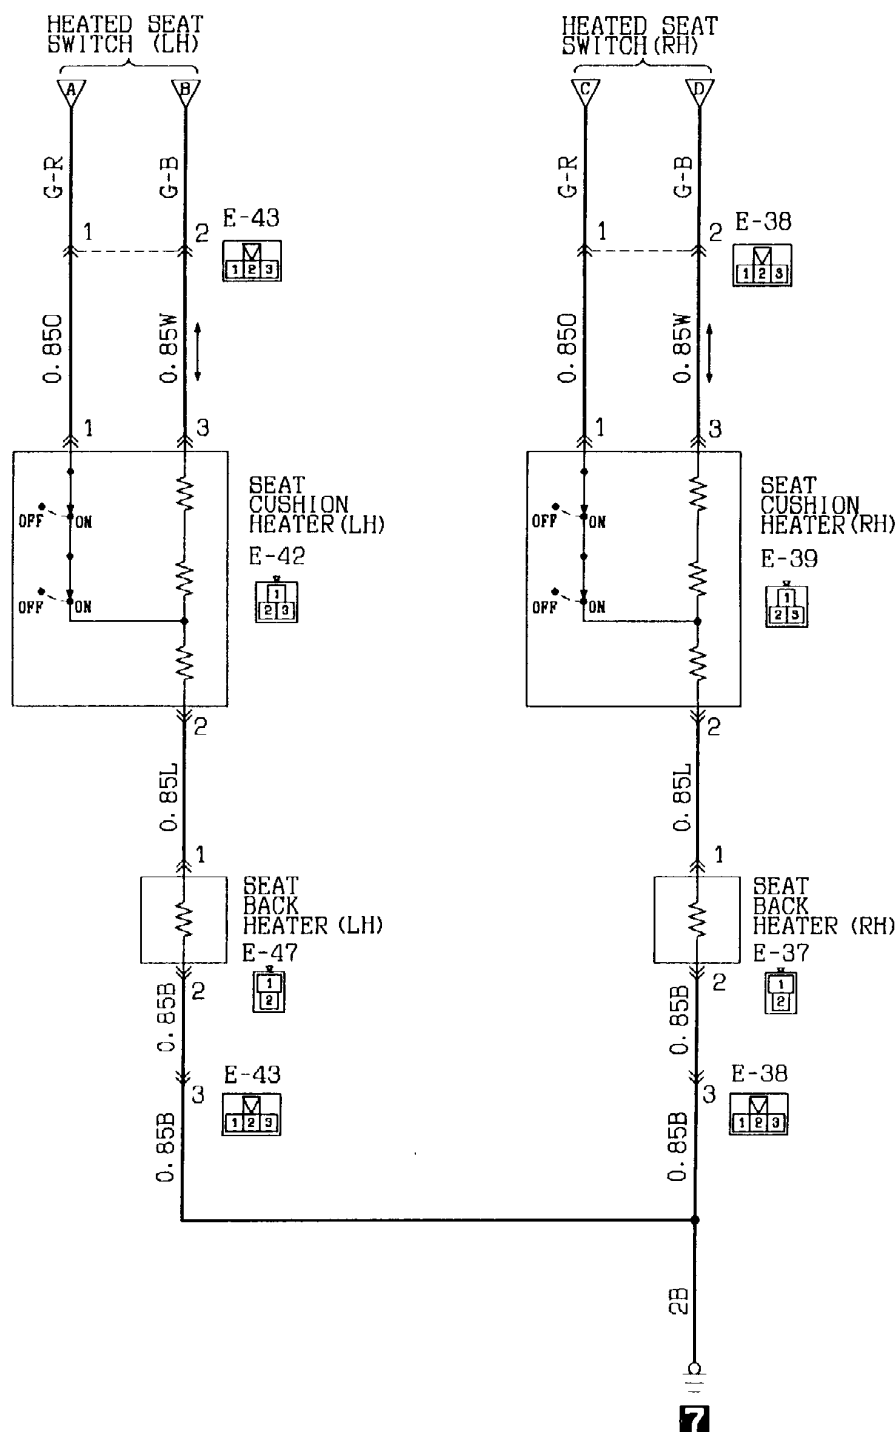 HEATED SEAT
SWITCH (LH)
HEATED SEAT
SWITCH(RH)
A
B
C
D
G-R
G-B
G-R
G-B
1
2
E-43
1 2 3
1
2
E-38
1 2 3
0.85O
0.85W
0.85O
0.85W
1
3
1
3
OFF
ON
OFF
ON
SEAT
CUSHION
HEATER(LH)
E-42
1
2 3
OFF
ON
OFF
ON
SEAT
CUSHION
HEATER(RH)
E-39
1
2 3
2
2
0.85L
0.85L
1
1
SEAT
BACK
HEATER (LH)
E-47
1
2
SEAT
BACK
HEATER (RH)
E-37
1
2
2
2
0.85B
0.85B
3
E-43
1 2 3
3
E-38
1 2 3
0.85B
0.85B
2B
7